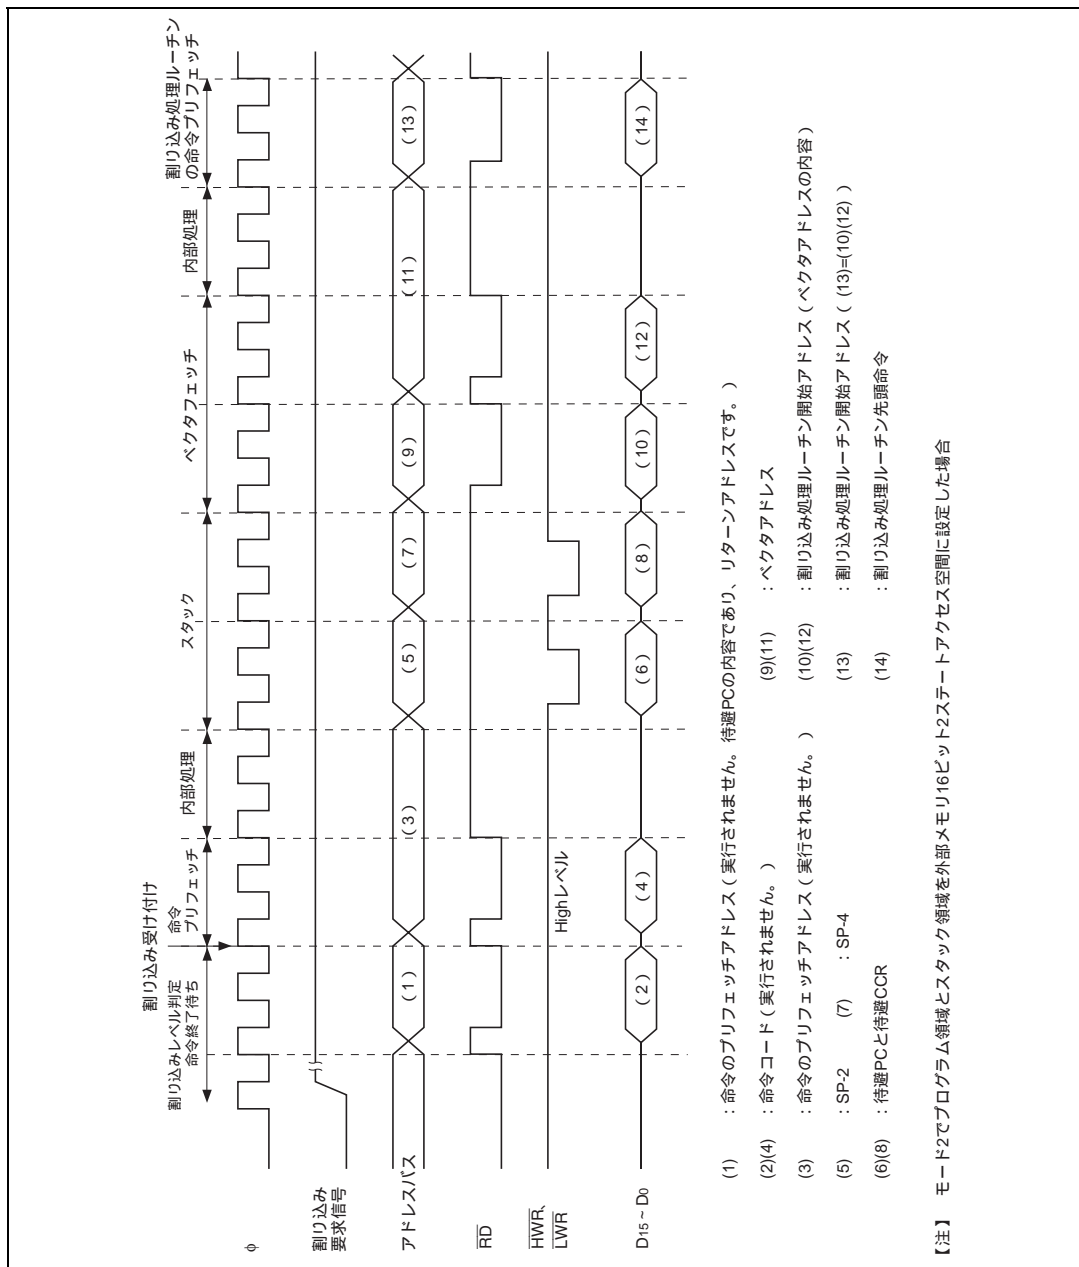 割り込み受け付け
割り込みレベル判定
命令終了待ち
命令
プリフェッチ
内部処理
スタック
ベクタフェッチ
内部処理
割り込み処理ルーチン
の命令プリフェッチ
φ
割り込み
要求信号
アドレスバス
(1)
(3)
(5)
(7)
(9)
(11)
(13)
RD
HWR、
LWR
Highレベル
D15～D0
(2)
(4)
(6)
(8)
(10)
(12)
(14)
(1) ：命令のプリフェッチアドレス（実行されません。待避PCの内容であり、リターンアドレスです。）
(2)(4) ：命令コード（実行されません。）
(3) ：命令のプリフェッチアドレス（実行されません。）
(5) ：SP-2 (7) ：SP-4
(6)(8) ：待避PCと待避CCR
(9)(11) ：ベクタアドレス
(10)(12) ：割り込み処理ルーチン開始アドレス（ベクタアドレスの内容）
(13) ：割り込み処理ルーチン開始アドレス（ (13)=(10)(12) ）
(14) ：割り込み処理ルーチン先頭命令
【注】 モード2でプログラム領域とスタック領域を外部メモリ16ビット2ステートアクセス空間に設定した場合